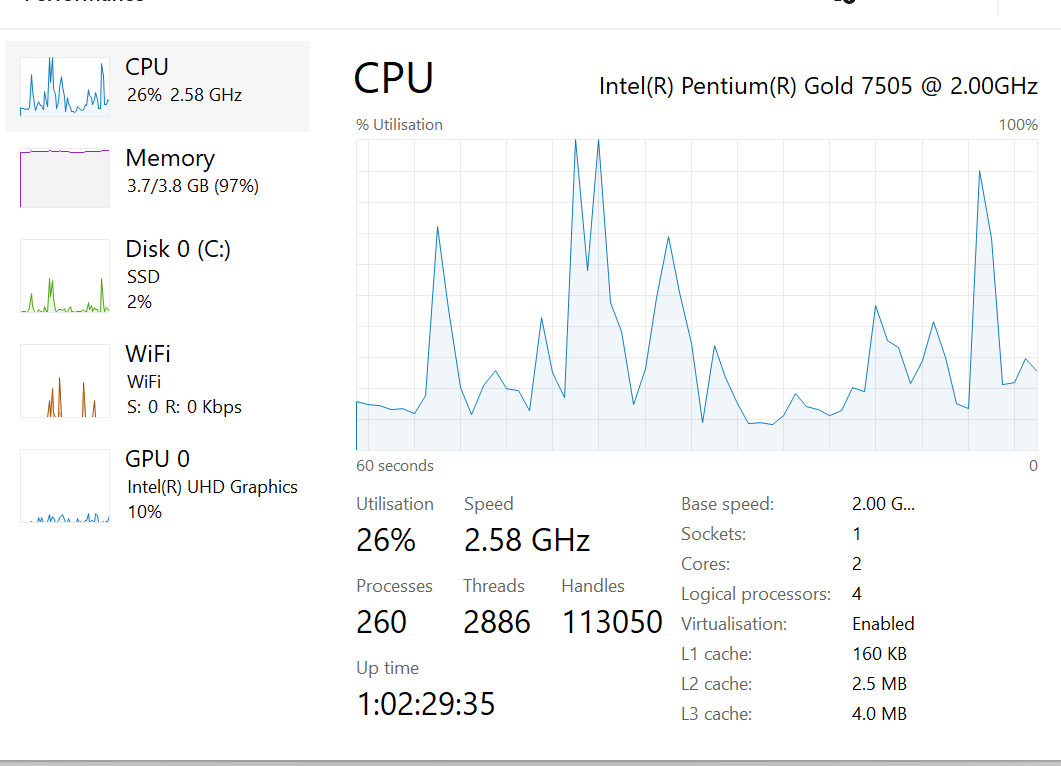 CPU
26% 2.58 GHz
Memory
3.7/3.8 GB (97%)
Disk 0 (C:)
SSD
2%
WiFi
WiFi
S: 0 R: 0 Kbps
GPU 0
Intel(R) UHD Graphics
10%
CPU
Intel(R) Pentium(R) Gold 7505 @ 2.00GHz
% Utilisation
100%
60 seconds
0
Utilisation Speed
26% 2.58 GHz
Processes Threads Handles
260 2886 113050
Up time
1:02:29:35
Base speed: 2.00 G...
Sockets: 1
Cores: 2
Logical processors: 4
Virtualisation: Enabled
L1 cache: 160 KB
L2 cache: 2.5 MB
L3 cache: 4.0 MB